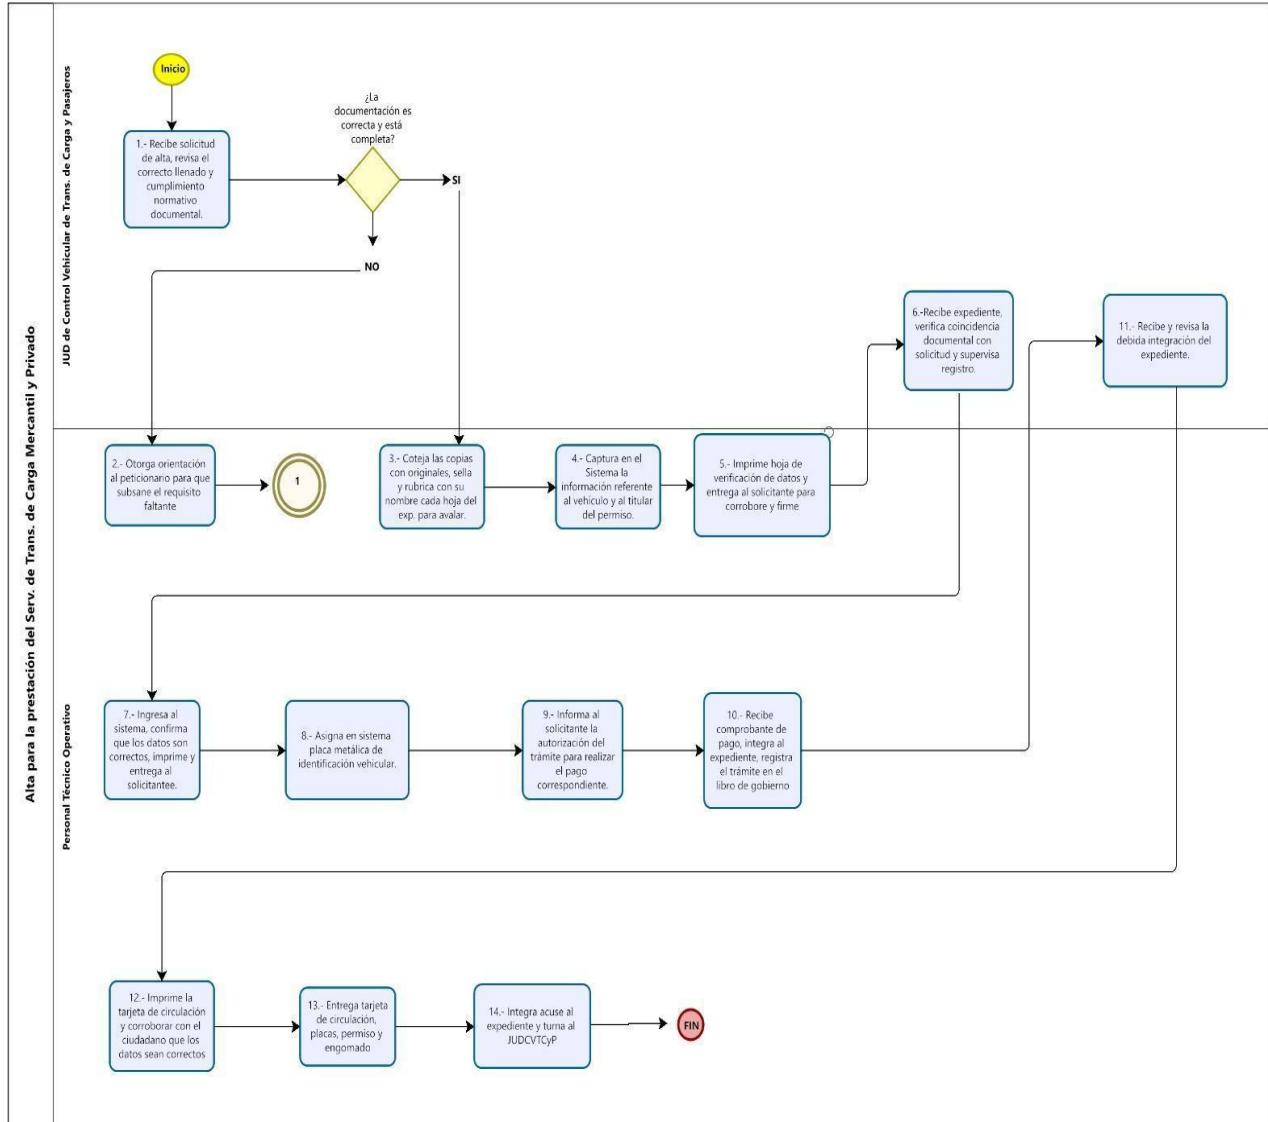 Alta para la prestación del Serv. de Trans. de Carga Mercantil y Privado
JUD de Control Vehicular de Trans. de Carga y Pasajeros
Inicio
1.- Recibe solicitud
de alta, revisa el
correcto llenado y
cumplimiento
normativo
documental.
¿La
documentación es
correcta y está
completa?
SI
NO
6.-Recibe expediente,
verifica coincidencia
documental con
solicitud y supervisa
registro.
11.- Recibe y revisa la
debida integración del
expediente.
Personal Técnico Operativo
2.- Otorga orientación
al peticionario para que
subsane el requisito
faltante
1
3.- Coteja las copias
con originales, sella
y rubrica con su
nombre cada hoja del
exp. para avalar.
4.- Captura en el
Sistema la
información referente
al vehículo y al titular
del permiso.
5.- Imprime hoja de
verificación de datos y
entrega al solicitante para
corrobore y firme
7.- Ingresa al
sistema, confirma
que los datos son
correctos, imprime y
entrega al
solicitantee.
8.- Asigna en sistema
placa metálica de
identificación vehicular.
9.- Informa al
solicitante la
autorización del
trámite para realizar
el pago
correspondiente.
10.- Recibe
comprobante de
pago, integra al
expediente, registra
el trámite en el
libro de gobierno
12.- Imprime la
tarjeta de circulación
y corroborar con el
ciudadano que los
datos sean correctos
13.- Entrega tarjeta
de circulación,
placas, permiso y
engomado
14.- Integra acuse al
expediente y turna al
JUDCVTCyP
FIN